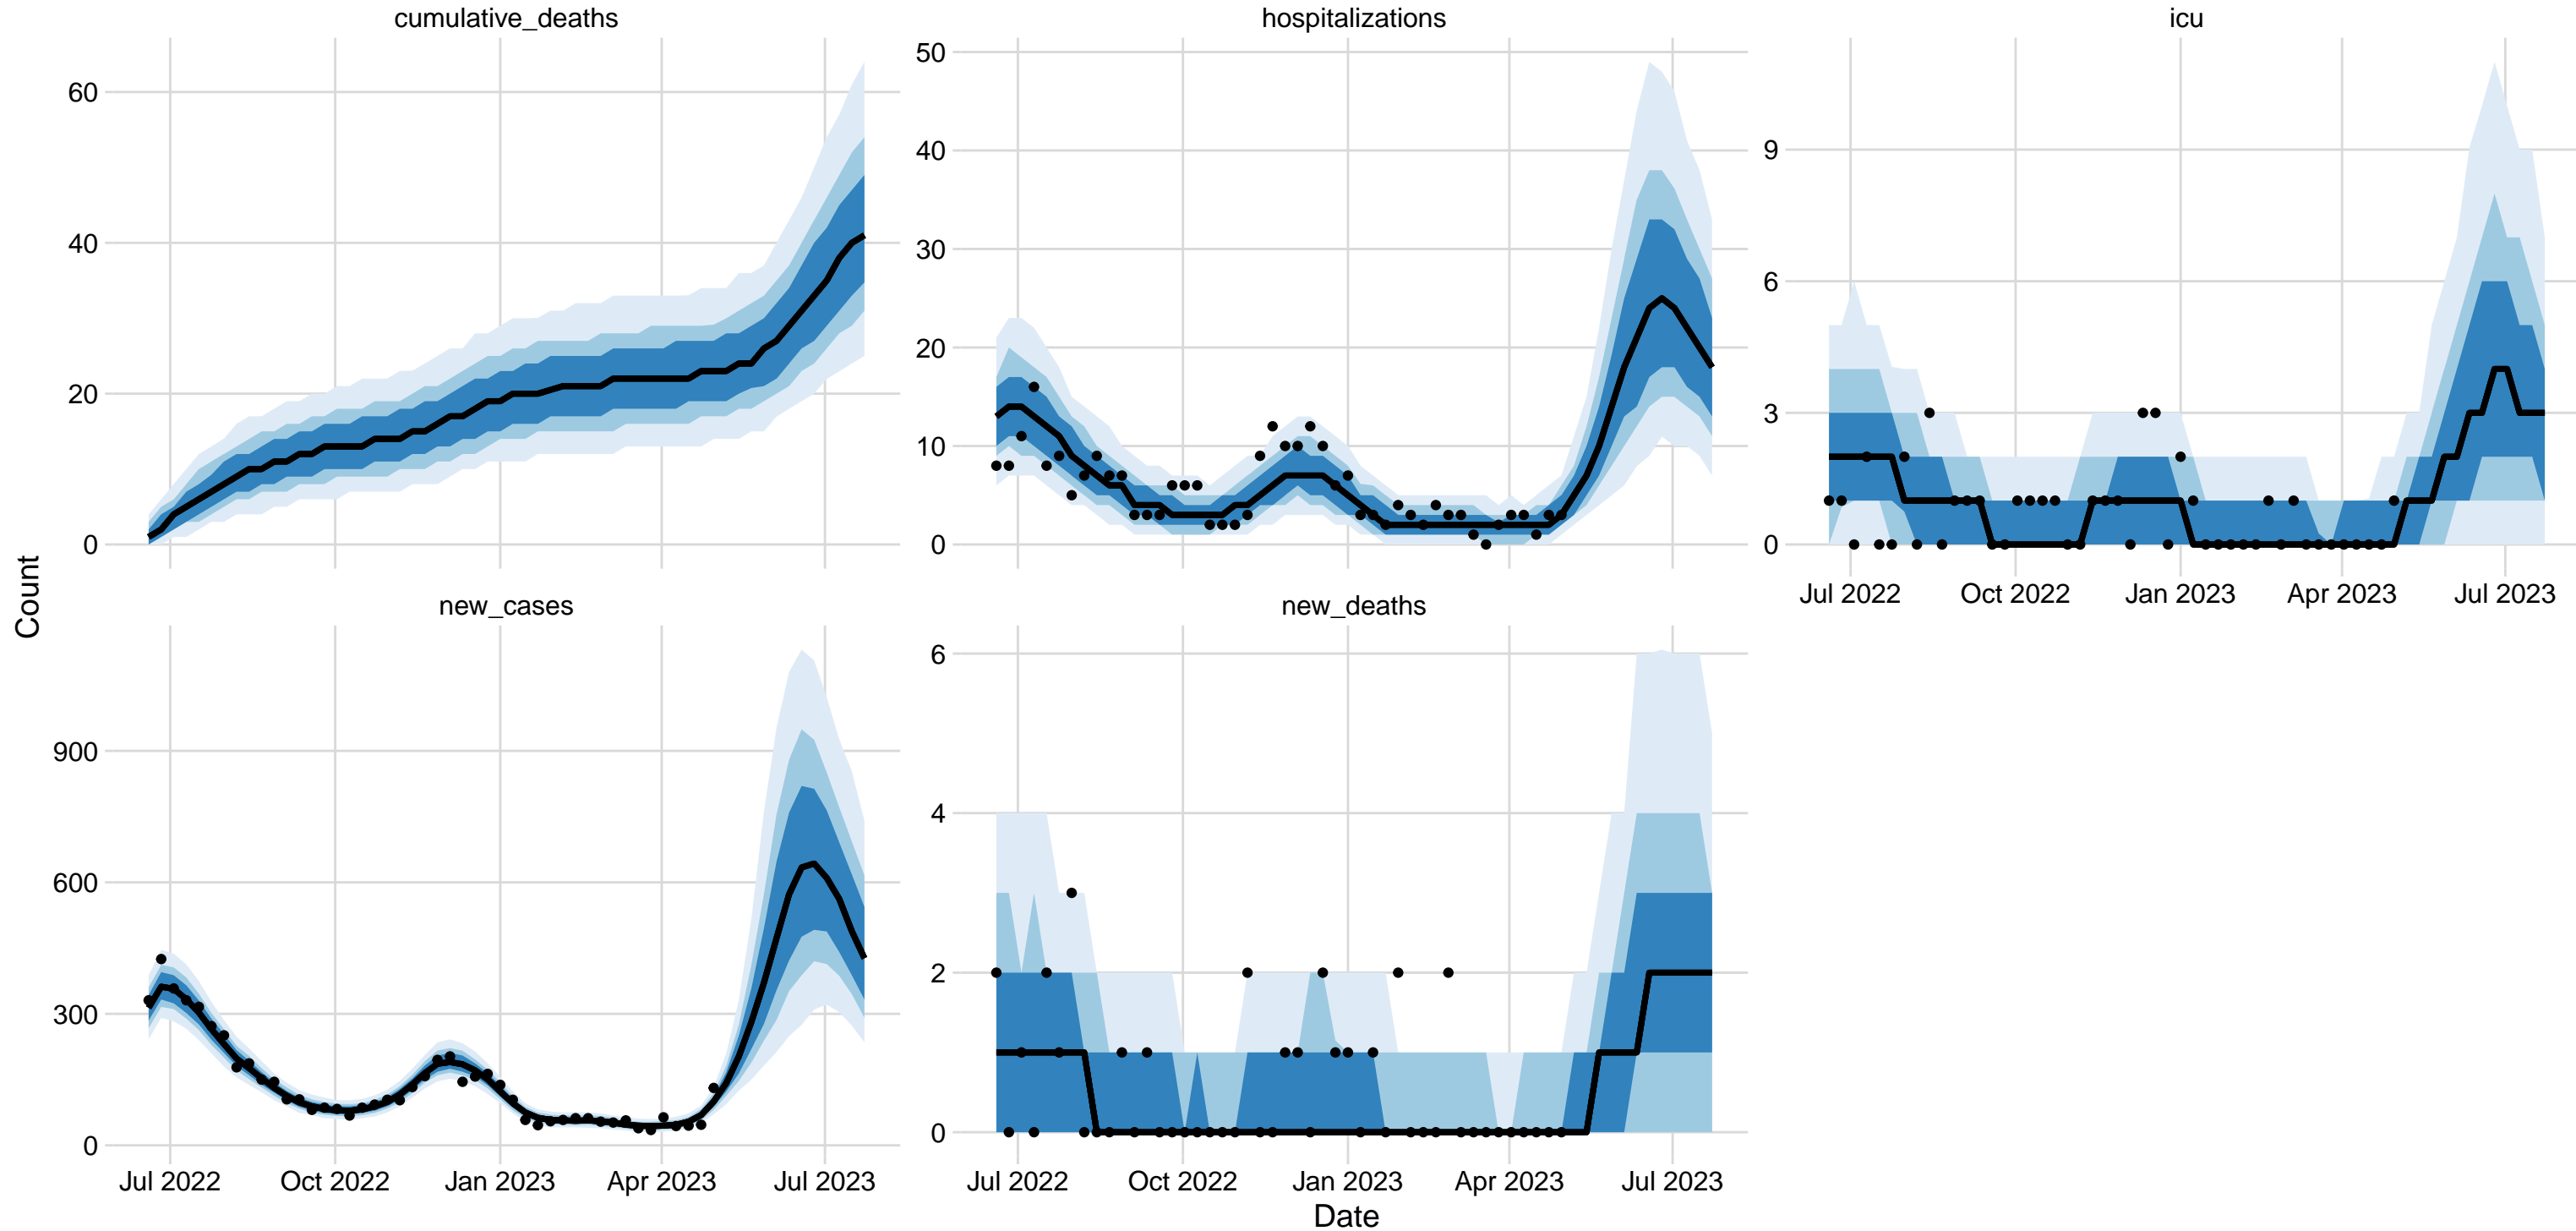 cumulative_deaths
hospitalizations
icu
60
40
20
0
50
40
30
20
10
0
9
6
3
0
Jul 2022 Oct 2022 Jan 2023 Apr 2023 Jul 2023
Count
new_cases
new_deaths
900
600
300
0
6
4
2
0
Jul 2022 Oct 2022 Jan 2023 Apr 2023 Jul 2023
Jul 2022 Oct 2022 Jan 2023 Apr 2023 Jul 2023
Date